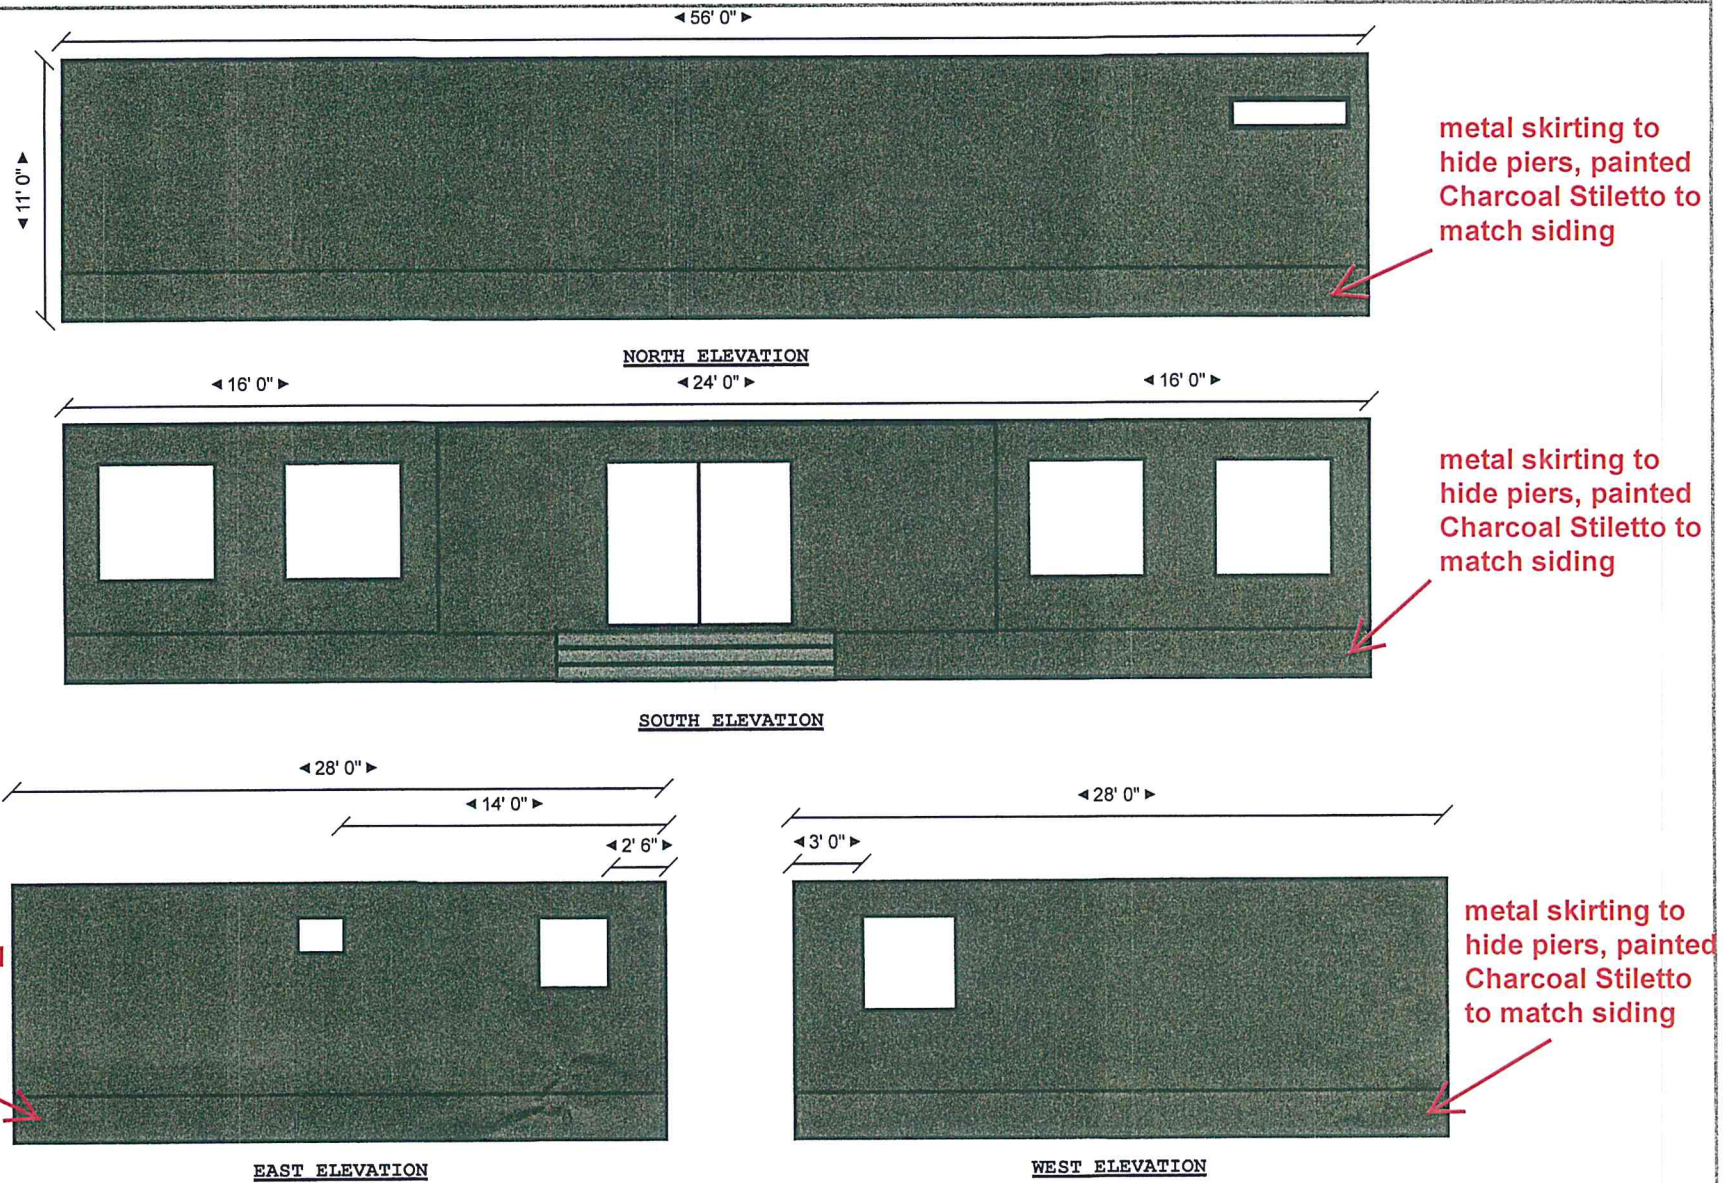 ◄ 56' 0" ►
◄ 11' 0" ►
metal skirting to
hide piers, painted
Charcoal Stiletto to
match siding
NORTH ELEVATION
◄ 16' 0" ►
◄ 24' 0" ►
◄ 16' 0" ►
metal skirting to
hide piers, painted
Charcoal Stiletto to
match siding
SOUTH ELEVATION
◄ 28' 0" ►
◄ 14' 0" ►
◄ 2' 6" ►
◄ 28' 0" ►
◄ 3' 0" ►
metal skirting to
hide piers, painted
Charcoal Stiletto
to match siding
EAST ELEVATION
WEST ELEVATION